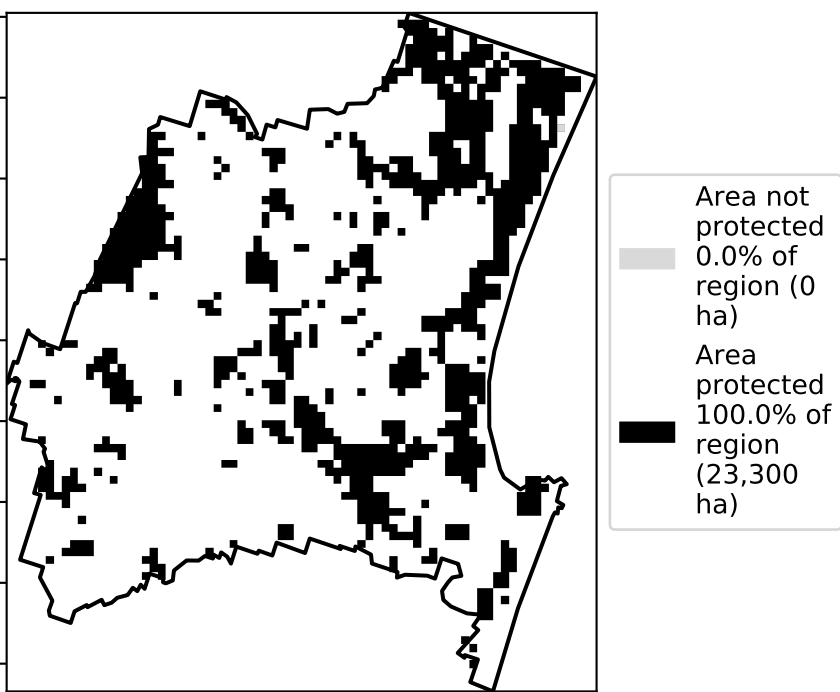 Area not
protected
0.0% of
region (0
ha)
Area
protected
100.0% of
region
(23,300
ha)